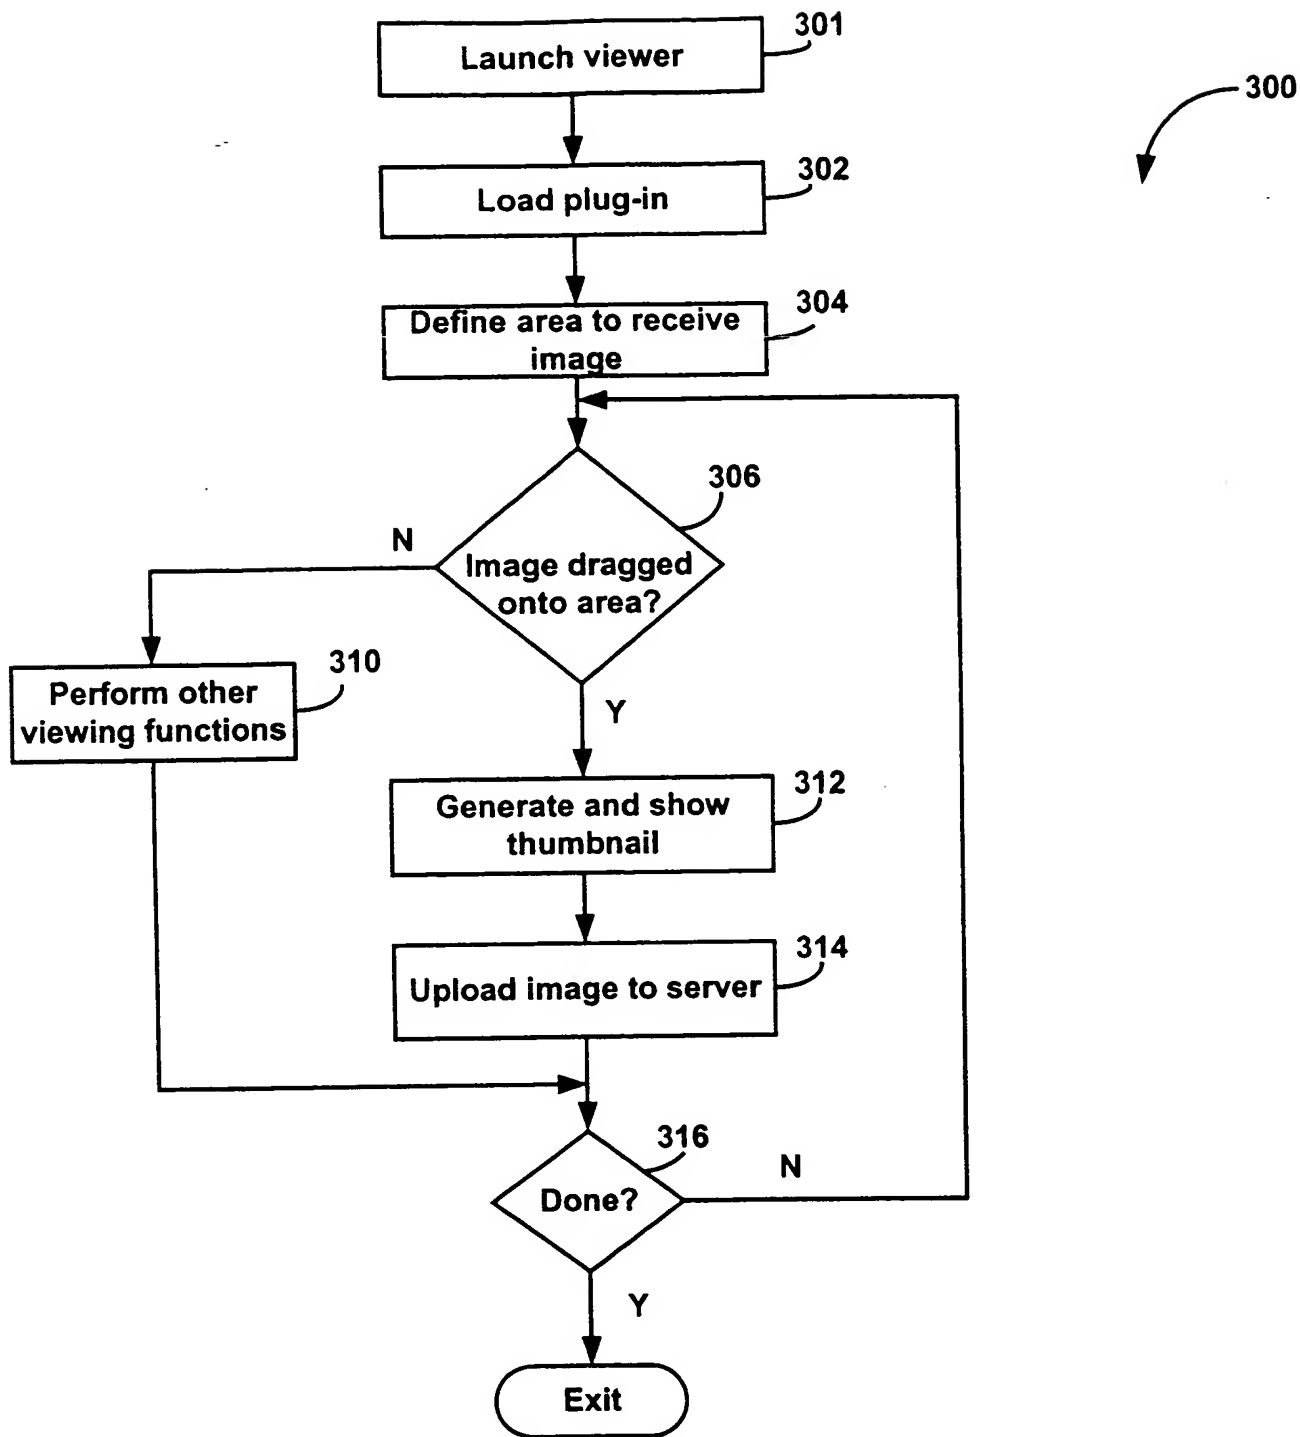 301
Launch viewer
300
302
Load plug-in
304
Define area to receive
image
306
N
Image dragged
onto area?
310
Perform other
viewing functions
Y
312
Generate and show
thumbnail
314
Upload image to server
316
N
Done?
Y
Exit